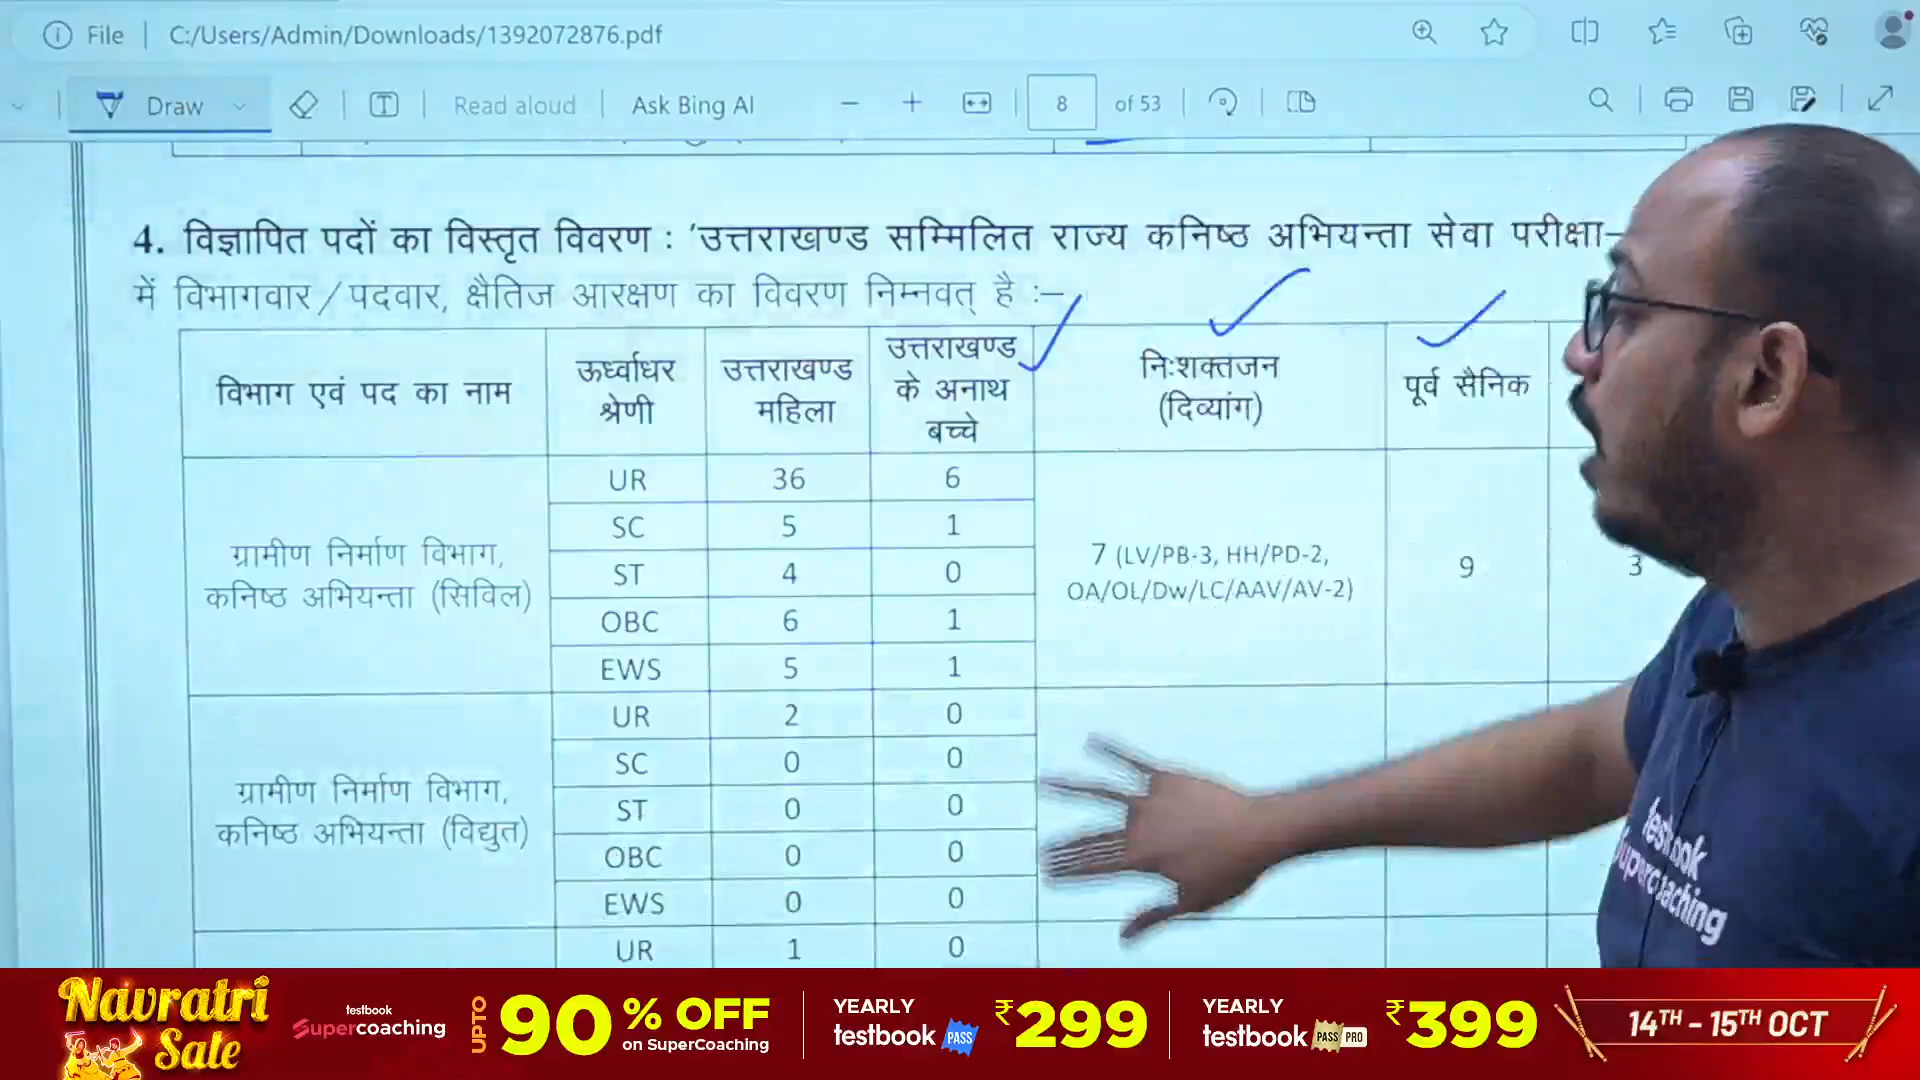 File | C:/Users/Admin/Downloads/1392072876.pdf
Draw Read aloud Ask Bing AI 8 of 53
4. विज्ञापित पदों का विस्तृत विवरण : 'उत्तराखण्ड सम्मिलित राज्य कनिष्ठ अभियन्ता सेवा परीक्षा–
में विभागवार/पदवार, क्षैतिज आरक्षण का विवरण निम्नवत् है :–
विभाग एवं पद का नाम
ऊर्ध्वाधर श्रेणी
उत्तराखण्ड महिला
उत्तराखण्ड के अनाथ बच्चे
निःशक्तजन (दिव्यांग)
पूर्व सैनिक
ग्रामीण निर्माण विभाग,
कनिष्ठ अभियन्ता (सिविल)
UR 36 6
SC 5 1
ST 4 0
OBC 6 1
EWS 5 1
7 (LV/PB-3, HH/PD-2,
OA/OL/Dw/LC/AAV/AV-2)
9
3
ग्रामीण निर्माण विभाग,
कनिष्ठ अभियन्ता (विद्युत)
UR 2 0
SC 0 0
ST 0 0
OBC 0 0
EWS 0 0
UR 1 0
testbook
Supercoaching
Navratri
Sale
testbook
Supercoaching
UPTO 90% OFF
on SuperCoaching
YEARLY
testbook PASS
₹299
YEARLY
testbook PASS PRO
₹399
14TH - 15TH OCT